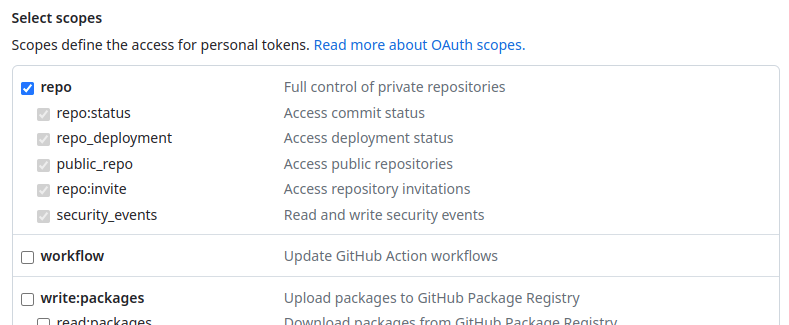 Select scopes
Scopes define the access for personal tokens. Read more about OAuth scopes.
repo Full control of private repositories
repo:status Access commit status
repo_deployment Access deployment status
public_repo Access public repositories
repo:invite Access repository invitations
security_events Read and write security events
workflow Update GitHub Action workflows
write:packages Upload packages to GitHub Package Registry
read:packages Download packages from GitHub Package Registry